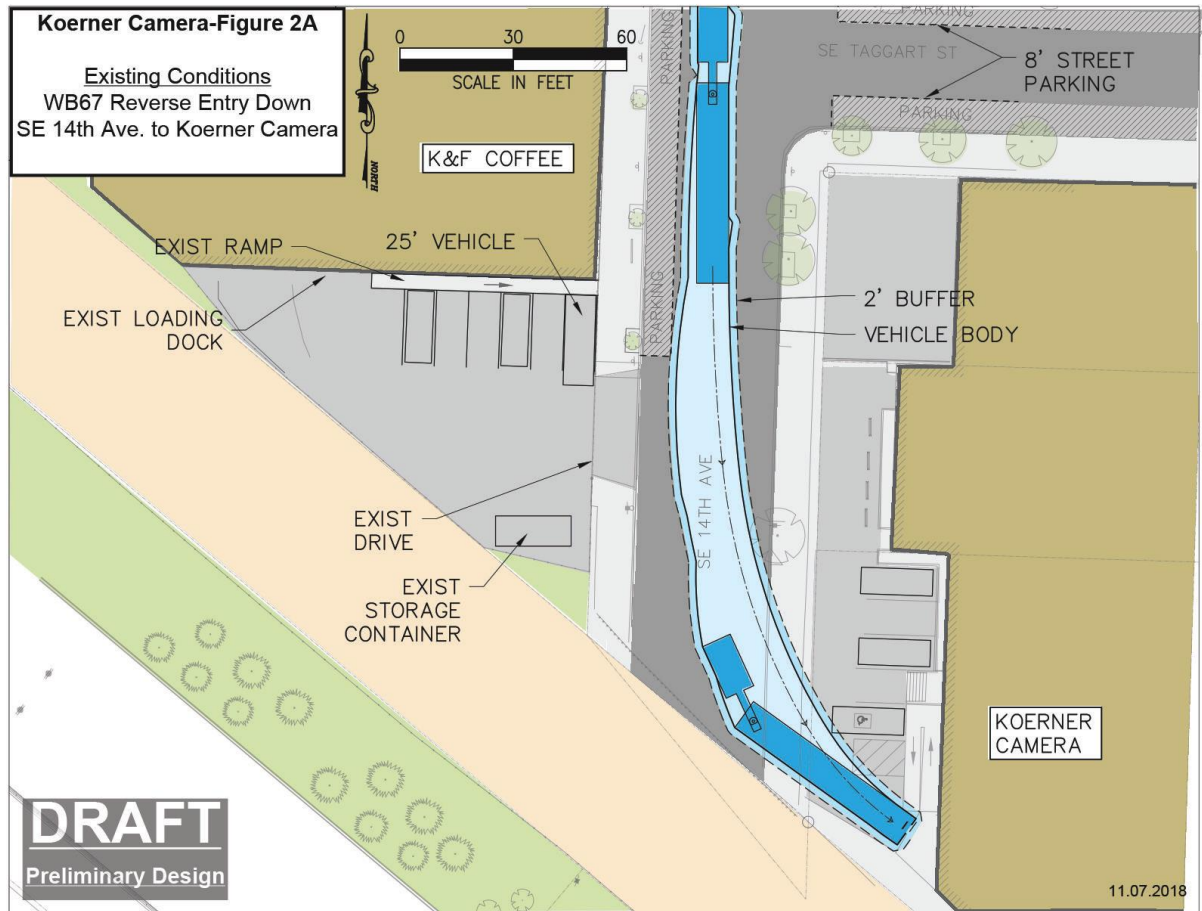 Koerner Camera-Figure 2A
Existing Conditions
WB67 Reverse Entry Down
SE 14th Ave. to Koerner Camera
NORTH
0 30 60
SCALE IN FEET
PARKING
PARKING
SE TAGGART ST
8' STREET
PARKING
PARKING
K&F COFFEE
EXIST RAMP
25' VEHICLE
EXIST LOADING
DOCK
PARKING
2' BUFFER
VEHICLE BODY
SE 14TH AVE
EXIST
DRIVE
EXIST
STORAGE
CONTAINER
KOERNER
CAMERA
DRAFT
Preliminary Design
11.07.2018